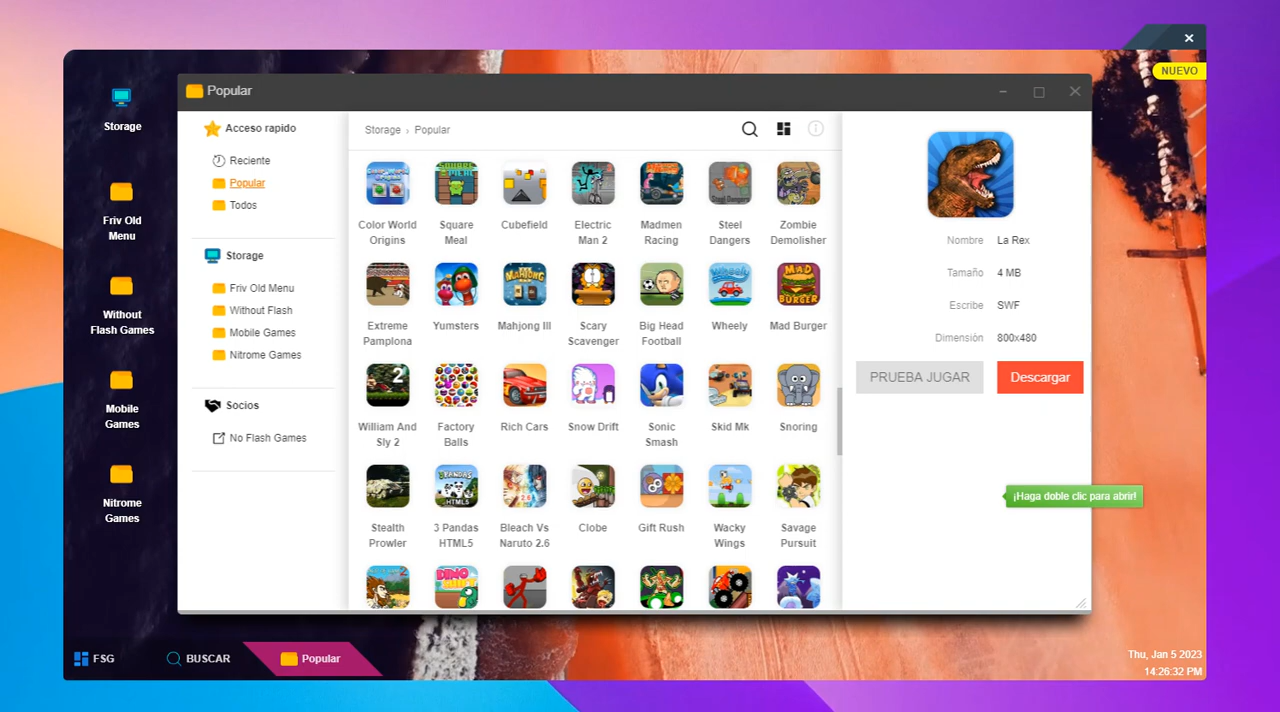 NUEVO
Storage
Friv Old
Menu
Without
Flash Games
Mobile
Games
Nitrome
Games
Popular
Acceso rapido
Reciente
Popular
Todos
Storage
Friv Old Menu
Without Flash
Mobile Games
Nitrome Games
Socios
No Flash Games
Storage › Popular
Color World
Origins
Square
Meal
Cubefield
Electric
Man 2
Madmen
Racing
Steel
Dangers
Zombie
Demolisher
Extreme
Pamplona
Yumsters
Mahjong III
Scary
Scavenger
Big Head
Football
Wheely
Mad Burger
William And
Sly 2
Factory
Balls
Rich Cars
Snow Drift
Sonic
Smash
Skid Mk
Snoring
Stealth
Prowler
3 Pandas
HTML5
Bleach Vs
Naruto 2.6
Clobe
Gift Rush
Wacky
Wings
Savage
Pursuit
Nombre La Rex
Tamaño 4 MB
Escribe SWF
Dimensión 800x480
PRUEBA JUGAR
Descargar
¡Haga doble clic para abrir!
FSG
BUSCAR
Popular
Thu, Jan 5 2023
14:26:32 PM